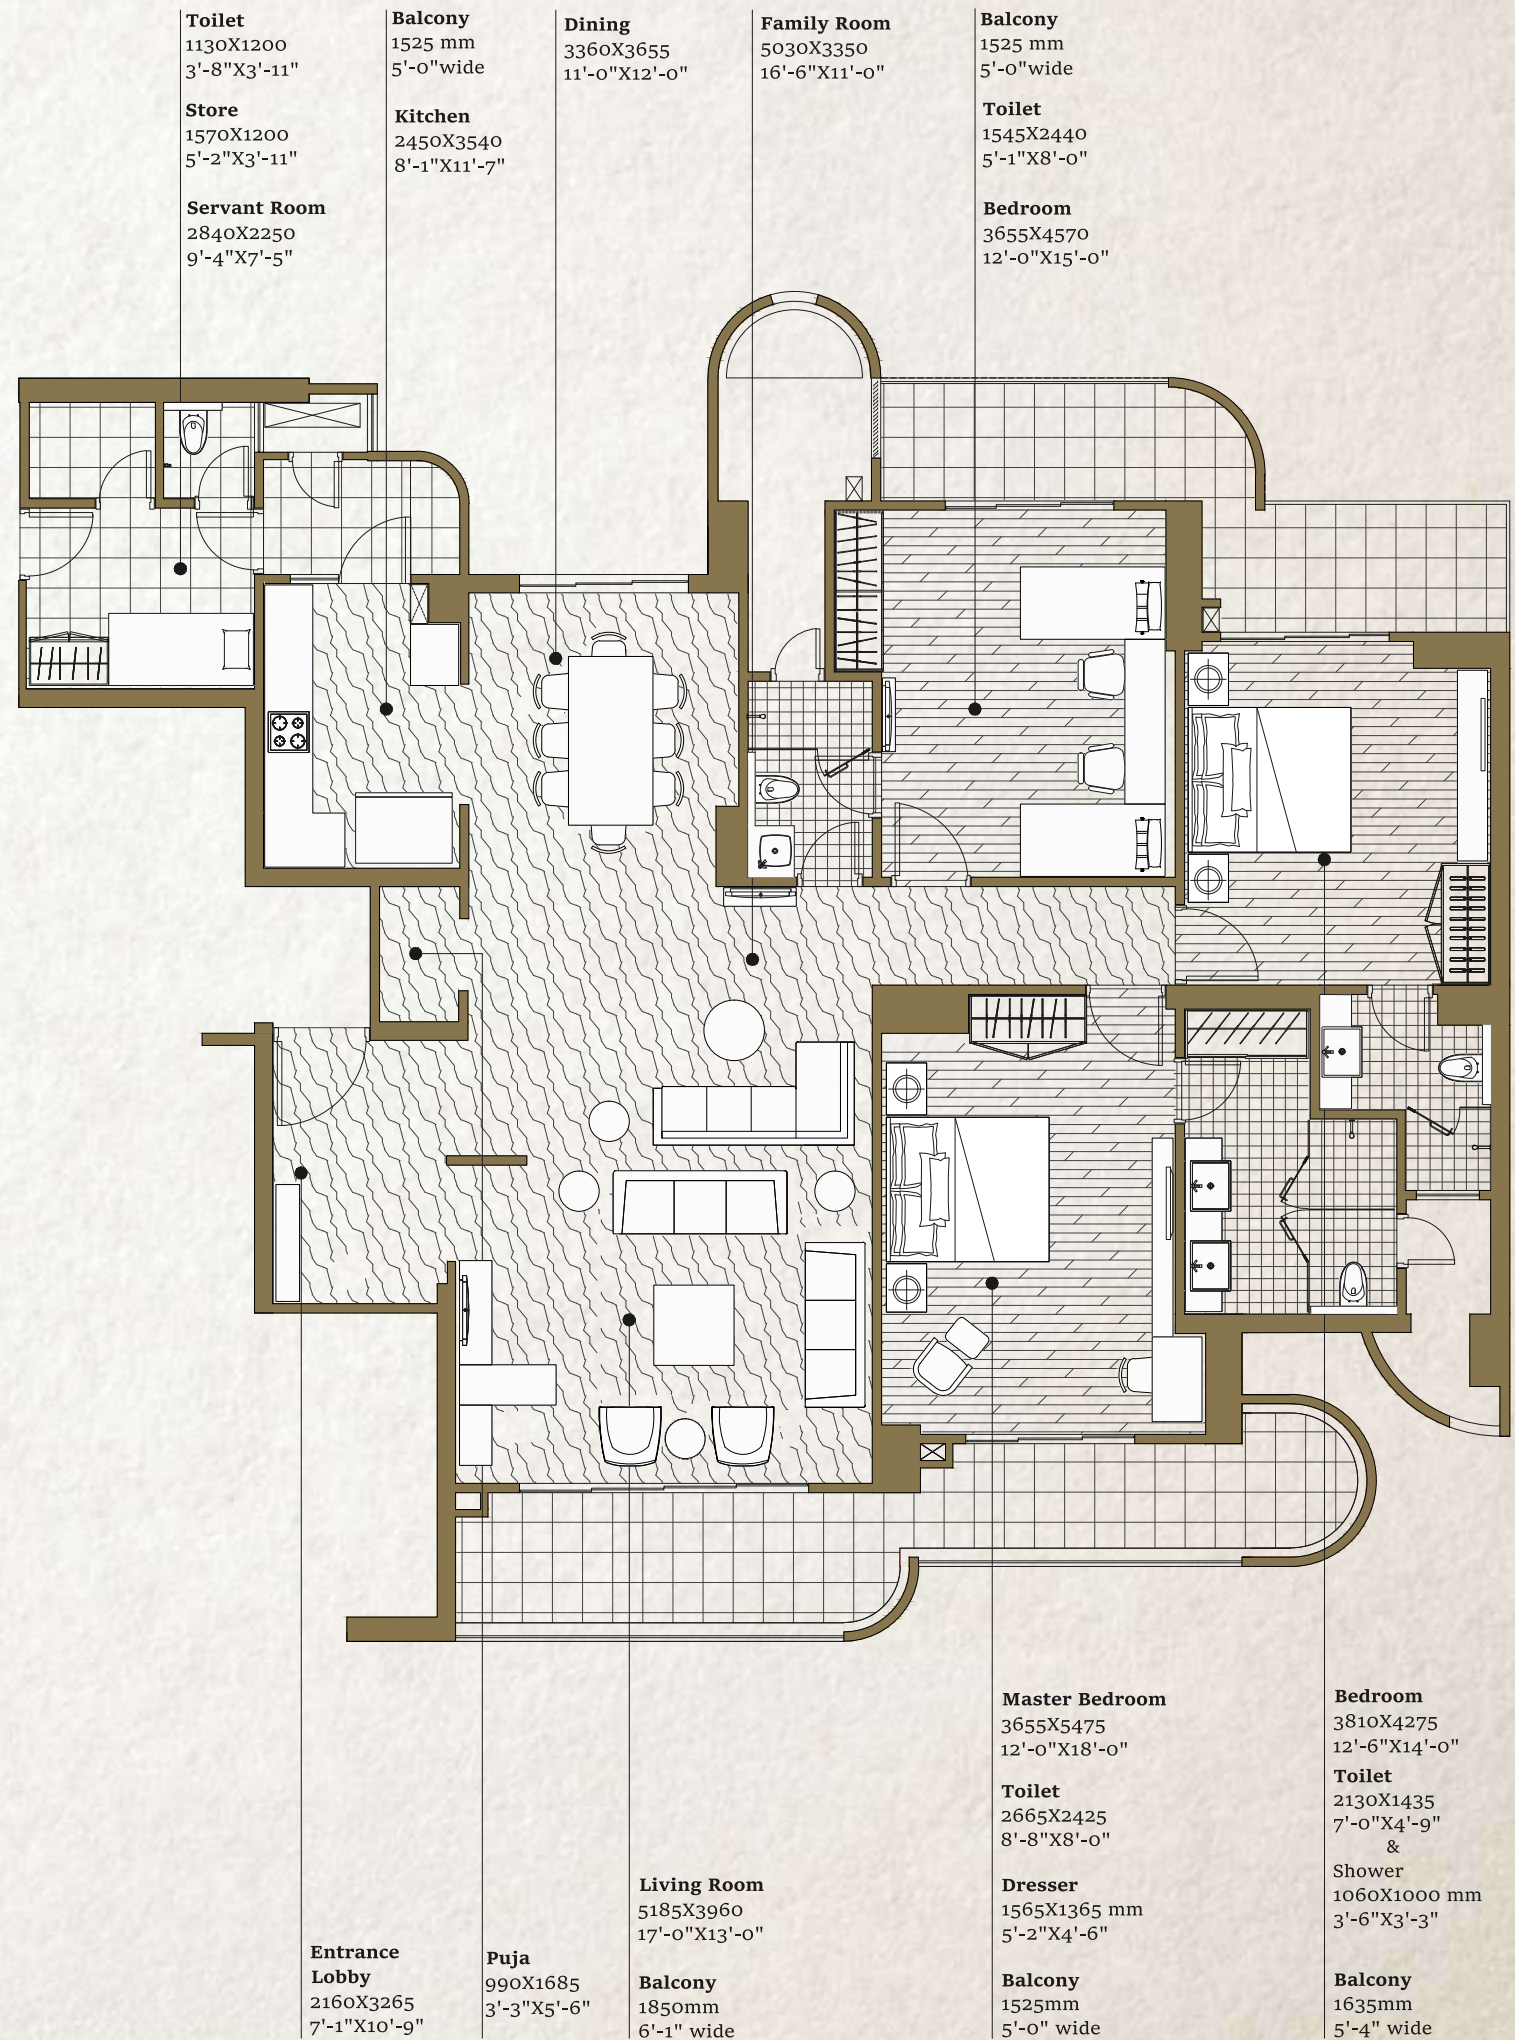 Toilet
1130X1200
3'-8"X3'-11"
Store
1570X1200
5'-2"X3'-11"
Servant Room
2840X2250
9'-4"X7'-5"
Balcony
1525 mm
5'-0"wide
Kitchen
2450X3540
8'-1"X11'-7"
Dining
3360X3655
11'-0"X12'-0"
Family Room
5030X3350
16'-6"X11'-0"
Balcony
1525 mm
5'-0"wide
Toilet
1545X2440
5'-1"X8'-0"
Bedroom
3655X4570
12'-0"X15'-0"
Entrance
Lobby
2160X3265
7'-1"X10'-9"
Puja
990X1685
3'-3"X5'-6"
Living Room
5185X3960
17'-0"X13'-0"
Balcony
1850mm
6'-1" wide
Master Bedroom
3655X5475
12'-0"X18'-0"
Toilet
2665X2425
8'-8"X8'-0"
Dresser
1565X1365 mm
5'-2"X4'-6"
Balcony
1525mm
5'-0" wide
Bedroom
3810X4275
12'-6"X14'-0"
Toilet
2130X1435
7'-0"X4'-9"
&
Shower
1060X1000 mm
3'-6"X3'-3"
Balcony
1635mm
5'-4" wide